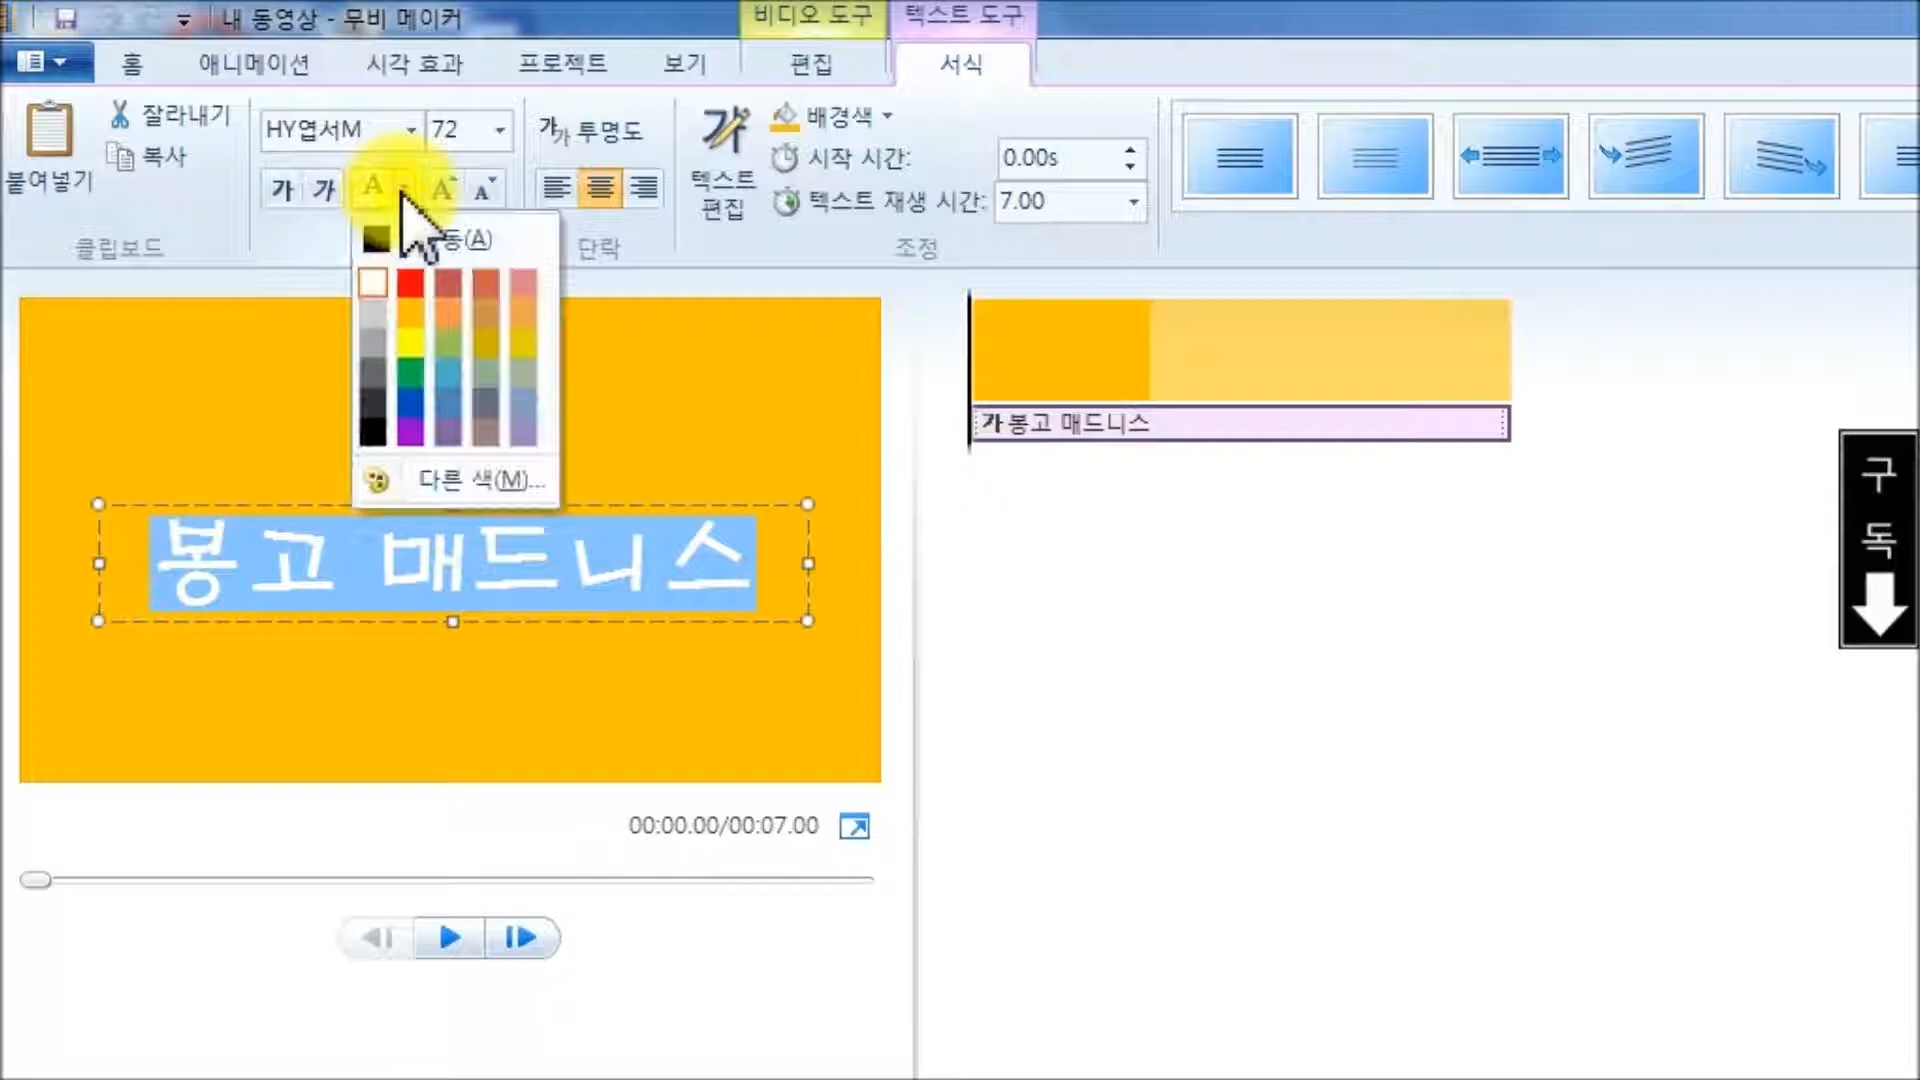 내 동영상 - 무비 메이커
비디오 도구
텍스트 도구
홈
애니메이션
시각 효과
프로젝트
보기
편집
서식
붙여넣기
잘라내기
복사
클립보드
HY엽서M
72
가
가
A
A
A
동(A)
다른 색(M)...
가가 투명도
단락
가
텍스트
편집
배경색
시작 시간:
0.00s
텍스트 재생 시간:
7.00
조정
봉고 매드니스
가 봉고 매드니스
00:00.00/00:07.00
구
독